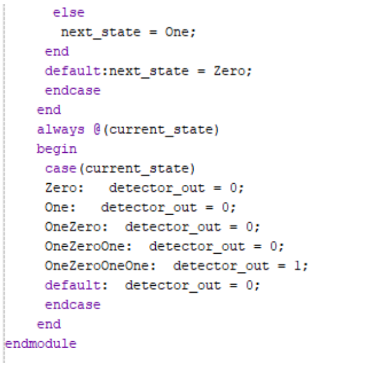 else
next_state = One;
end
default:next_state = Zero;
endcase
end
always @(current_state)
begin
case(current_state)
Zero:   detector_out = 0;
One:   detector_out = 0;
OneZero:  detector_out = 0;
OneZeroOne:  detector_out = 0;
OneZeroOneOne:  detector_out = 1;
default:  detector_out = 0;
endcase
end
endmodule